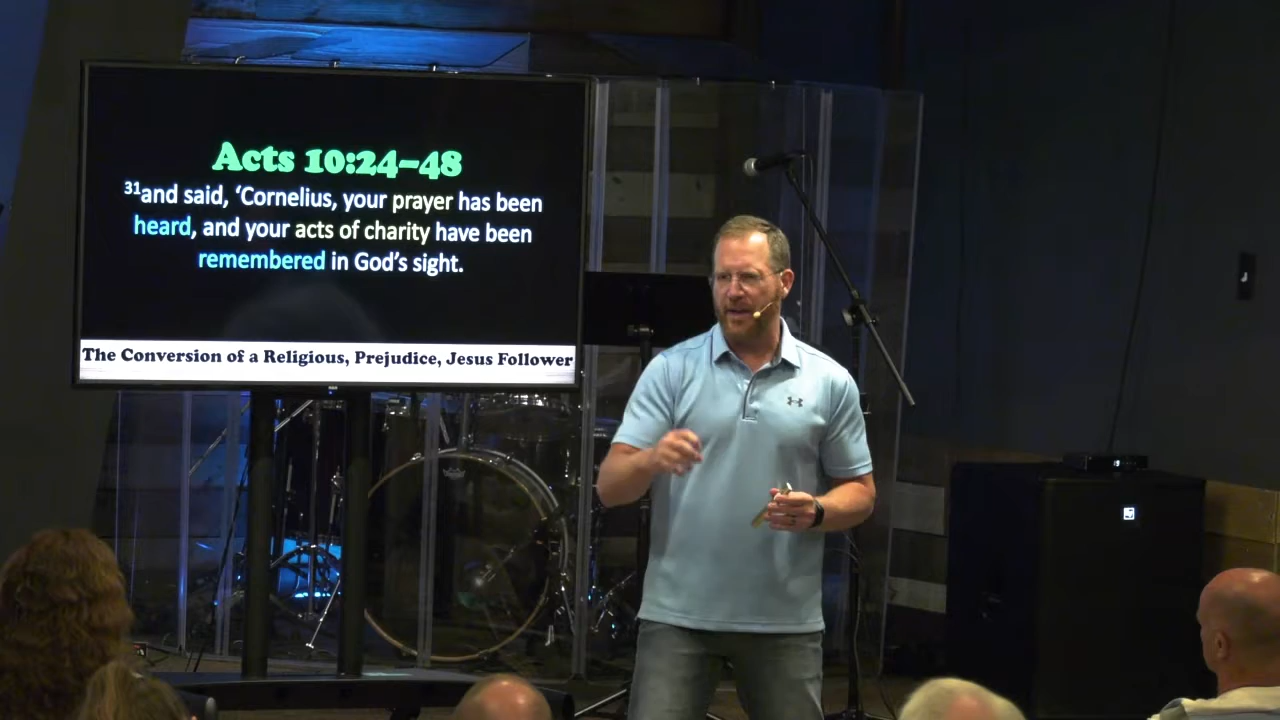 Acts 10:24–48
31and said, ‘Cornelius, your prayer has been
heard, and your acts of charity have been
remembered in God’s sight.
The Conversion of a Religious, Prejudice, Jesus Follower